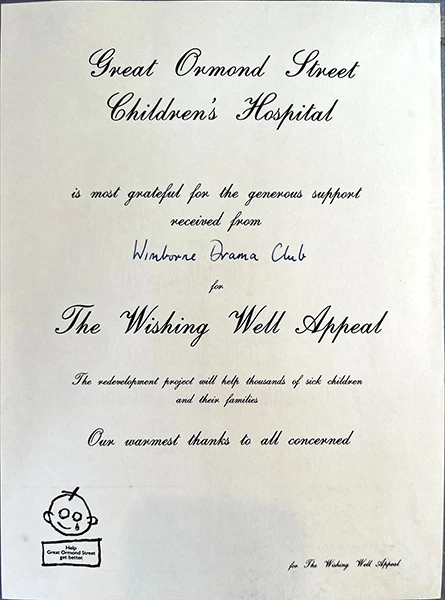 Great Ormond Street
Children's Hospital
is most grateful for the generous support
received from
Wimborne Drama Club
for
The Wishing Well Appeal
The redevelopment project will help thousands of sick children
and their families
Our warmest thanks to all concerned
Help
Great Ormond Street
get better.
for The Wishing Well Appeal